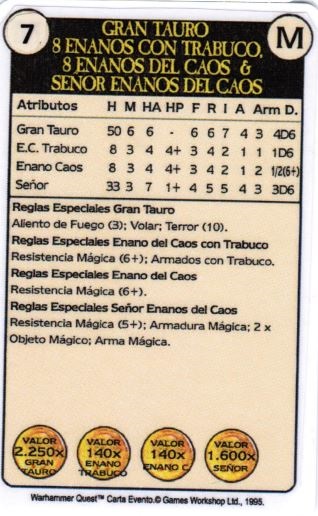 7
M
GRAN TAURO
8 ENANOS CON TRABUCO,
8 ENANOS DEL CAOS &
SEÑOR ENANOS DEL CAOS
Atributos H M HA HP F R I A Arm D.
Gran Tauro 50 6 6 - 6 6 7 4 3 4D6
E.C. Trabuco 8 3 4 4+ 3 4 2 1 1 1D6
Enano Caos 8 3 4 4+ 3 4 2 1 2 1/2(6+)
Señor 33 3 7 1+ 4 5 5 4 3 3D6
Reglas Especiales Gran Tauro
Aliento de Fuego (3); Volar; Terror (10).
Reglas Especiales Enano del Caos con Trabuco
Resistencia Mágica (6+); Armados con Trabuco.
Reglas Especiales Enano del Caos
Resistencia Mágica (6+).
Reglas Especiales Señor Enanos del Caos
Resistencia Mágica (5+); Armadura Mágica; 2 x
Objeto Mágico; Arma Mágica.
VALOR 2.250x GRAN TAURO
VALOR 140x ENANO TRABUCO
VALOR 140x ENANO C.
VALOR 1.600x SEÑOR
Warhammer Quest™ Carta Evento.© Games Workshop Ltd., 1995.